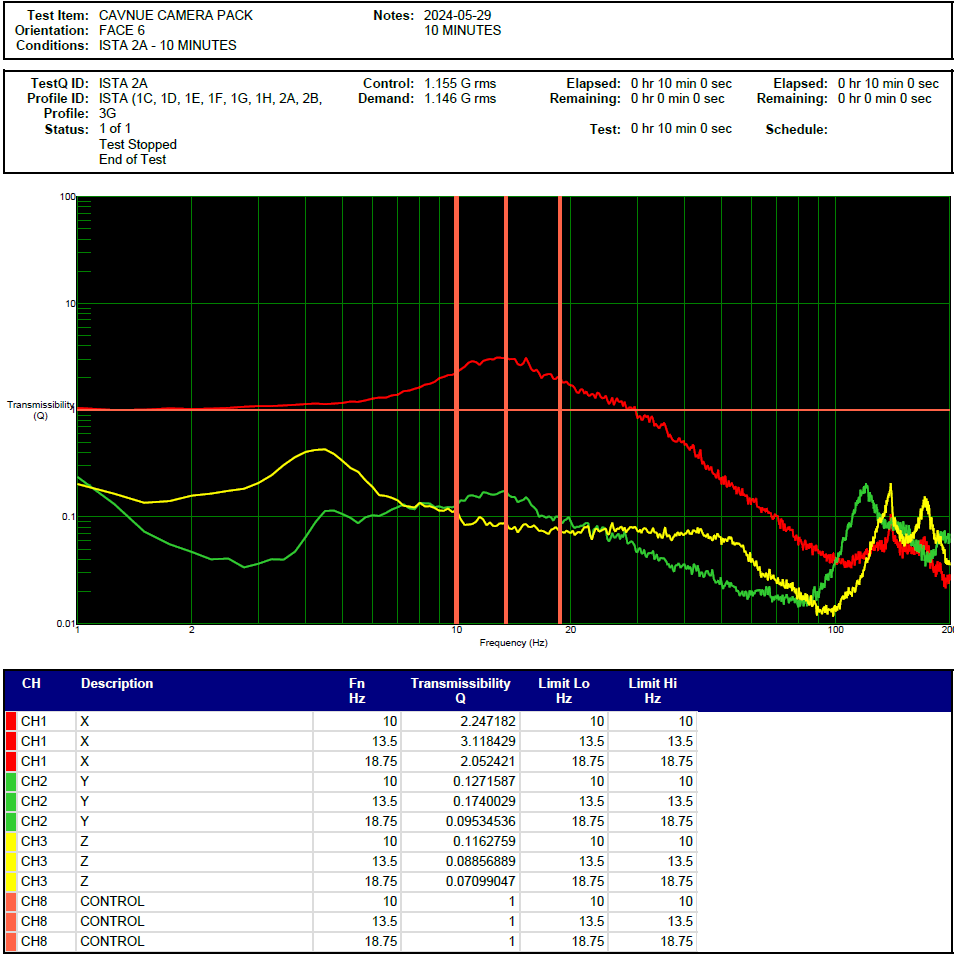 Test Item: CAVNUE CAMERA PACK Notes: 2024-05-29
Orientation: FACE 6 10 MINUTES
Conditions: ISTA 2A - 10 MINUTES
TestQ ID: ISTA 2A Control: 1.155 G rms Elapsed: 0 hr 10 min 0 sec Elapsed: 0 hr 10 min 0 sec
Profile ID: ISTA (1C, 1D, 1E, 1F, 1G, 1H, 2A, 2B, Demand: 1.146 G rms Remaining: 0 hr 0 min 0 sec Remaining: 0 hr 0 min 0 sec
Profile: 3G
Status: 1 of 1 Test: 0 hr 10 min 0 sec Schedule:
Test Stopped
End of Test
100
10
Transmissibility 1
(Q)
0.1
0.01
1 2 10 20 100 200
Frequency (Hz)
CH Description Fn Transmissibility Limit Lo Limit Hi
Hz Q Hz Hz
CH1 X 10 2.247182 10 10
CH1 X 13.5 3.118429 13.5 13.5
CH1 X 18.75 2.052421 18.75 18.75
CH2 Y 10 0.1271587 10 10
CH2 Y 13.5 0.1740029 13.5 13.5
CH2 Y 18.75 0.09534536 18.75 18.75
CH3 Z 10 0.1162759 10 10
CH3 Z 13.5 0.08856889 13.5 13.5
CH3 Z 18.75 0.07099047 18.75 18.75
CH8 CONTROL 10 1 10 10
CH8 CONTROL 13.5 1 13.5 13.5
CH8 CONTROL 18.75 1 18.75 18.75